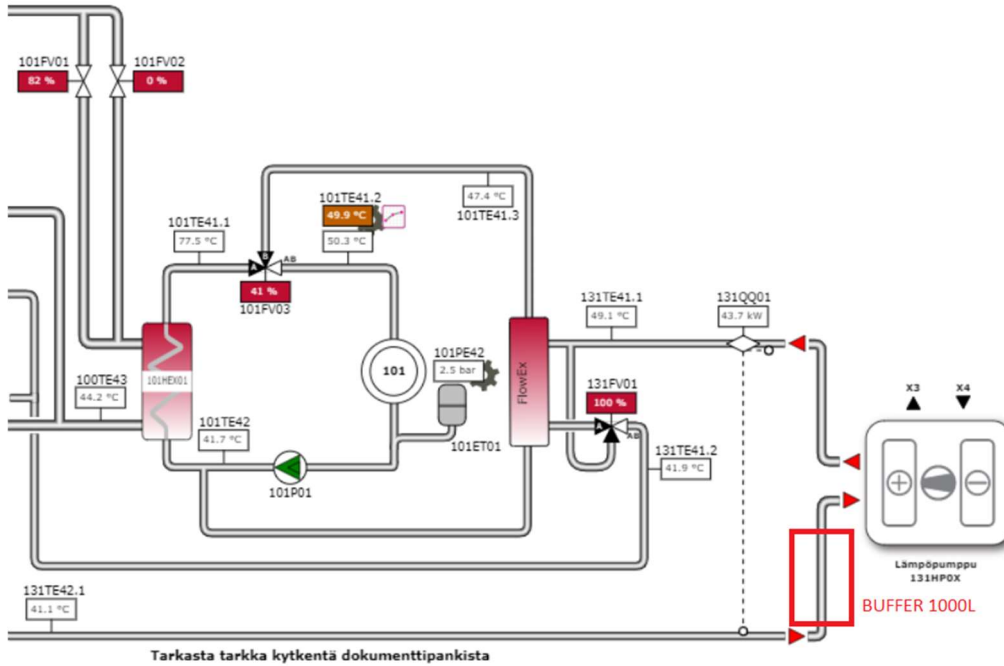 101FV01
101FV02
82 %
0 %
101TE41.2
47.4 °C
49.9 °C
101TE41.3
101TE41.1
50.3 °C
77.5 °C
B
A
AB
41 %
101FV03
131TE41.1
131QQ01
49.1 °C
43.7 kW
101PE42
101HEX01
101
2.5 bar
FlowEx
131FV01
X3
X4
100TE43
100 %
44.2 °C
101TE42
A
AB
41.7 °C
101ET01
131TE41.2
101P01
41.9 °C
Lämpöpumppu
131HP0X
131TE42.1
BUFFER 1000L
41.1 °C
Tarkasta tarkka kytkentä dokumenttipankista